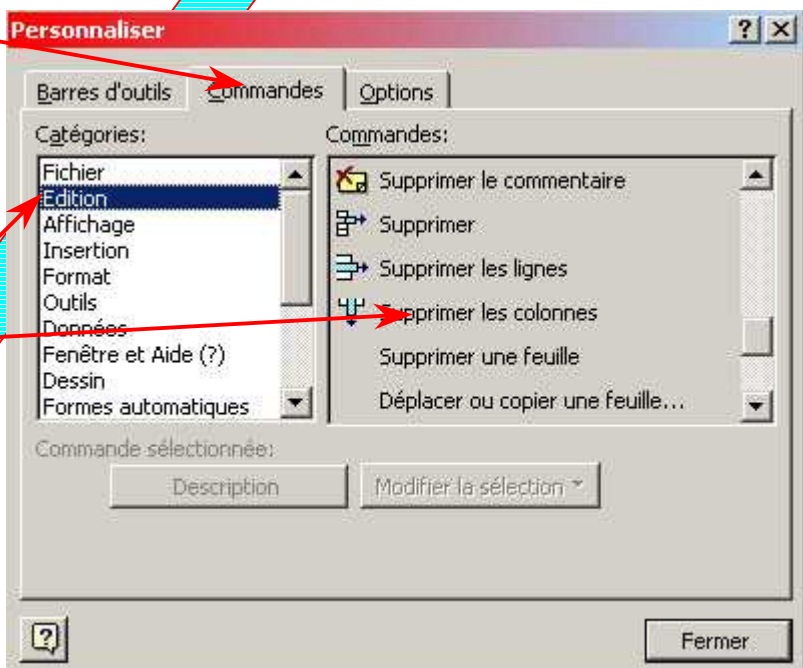 Personnaliser
Barres d'outils Commandes Options
Catégories:
Fichier
Edition
Affichage
Insertion
Format
Outils
Données
Fenêtre et Aide (?)
Dessin
Formes automatiques
Commandes:
Supprimer le commentaire
Supprimer
Supprimer les lignes
Supprimer les colonnes
Supprimer une feuille
Déplacer ou copier une feuille...
Commande sélectionnée:
Description Modifier la sélection
Fermer